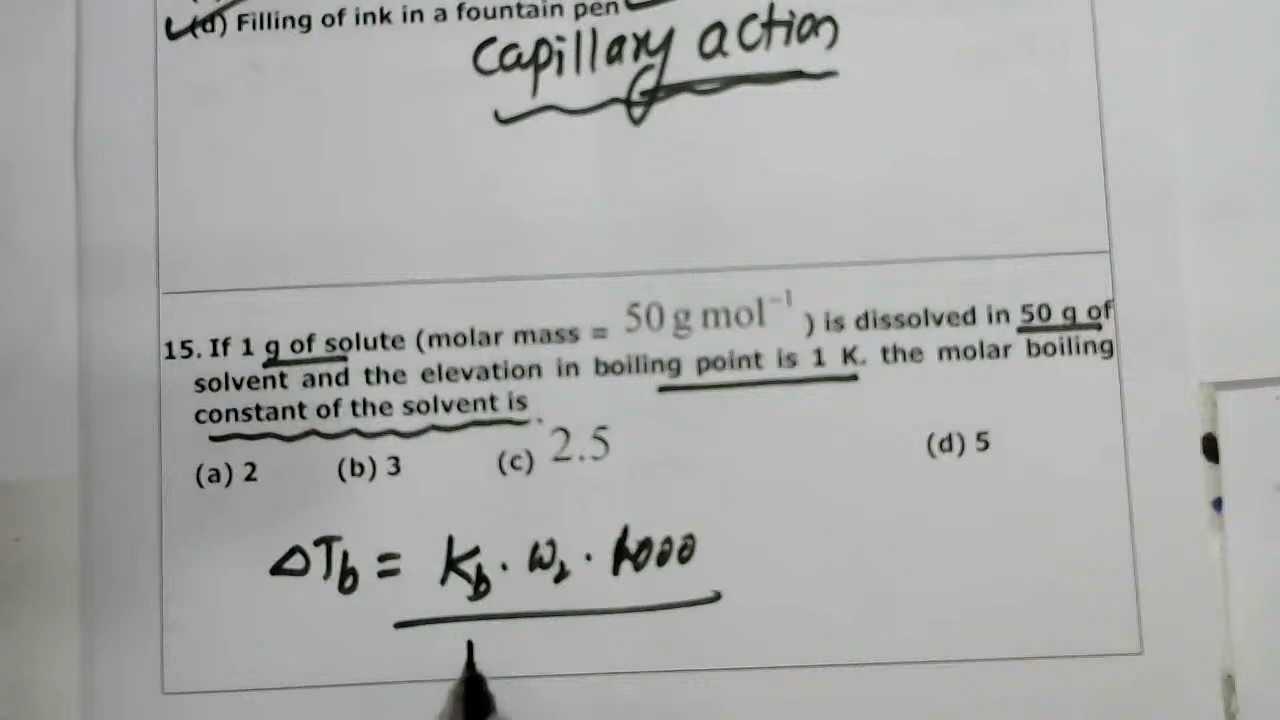 (d) Filling of ink in a fountain pen
Capillary action
15. If 1 g of solute (molar mass = 50 g mol⁻¹ ) is dissolved in 50 g of
solvent and the elevation in boiling point is 1 K. the molar boiling
constant of the solvent is
(a) 2 (b) 3 (c) 2.5 (d) 5
ΔTb = Kb · w₂ · 1000